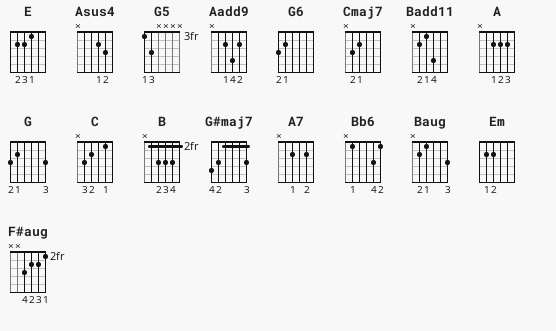 E Asus4 G5 Aadd9 G6 Cmaj7 Badd11 A
× ×××× × × × ×
3fr
231 12 13 142 21 21 214 123
G C B G#maj7 A7 Bb6 Baug Em
× × × × ×
2fr
21 3 32 1 234 42 3 1 2 1 42 21 3 12
F#aug
××
2fr
4231